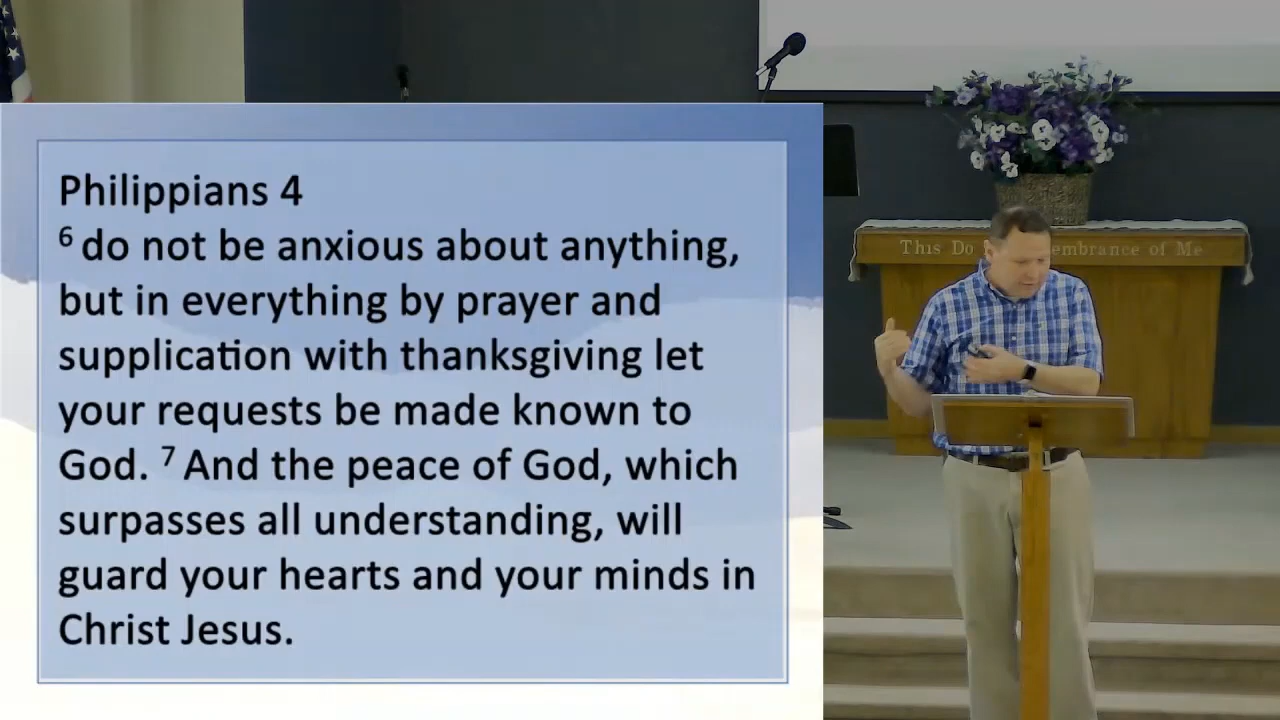 Philippians 4
6 do not be anxious about anything,
but in everything by prayer and
supplication with thanksgiving let
your requests be made known to
God. 7 And the peace of God, which
surpasses all understanding, will
guard your hearts and your minds in
Christ Jesus.
This Do embrance of Me